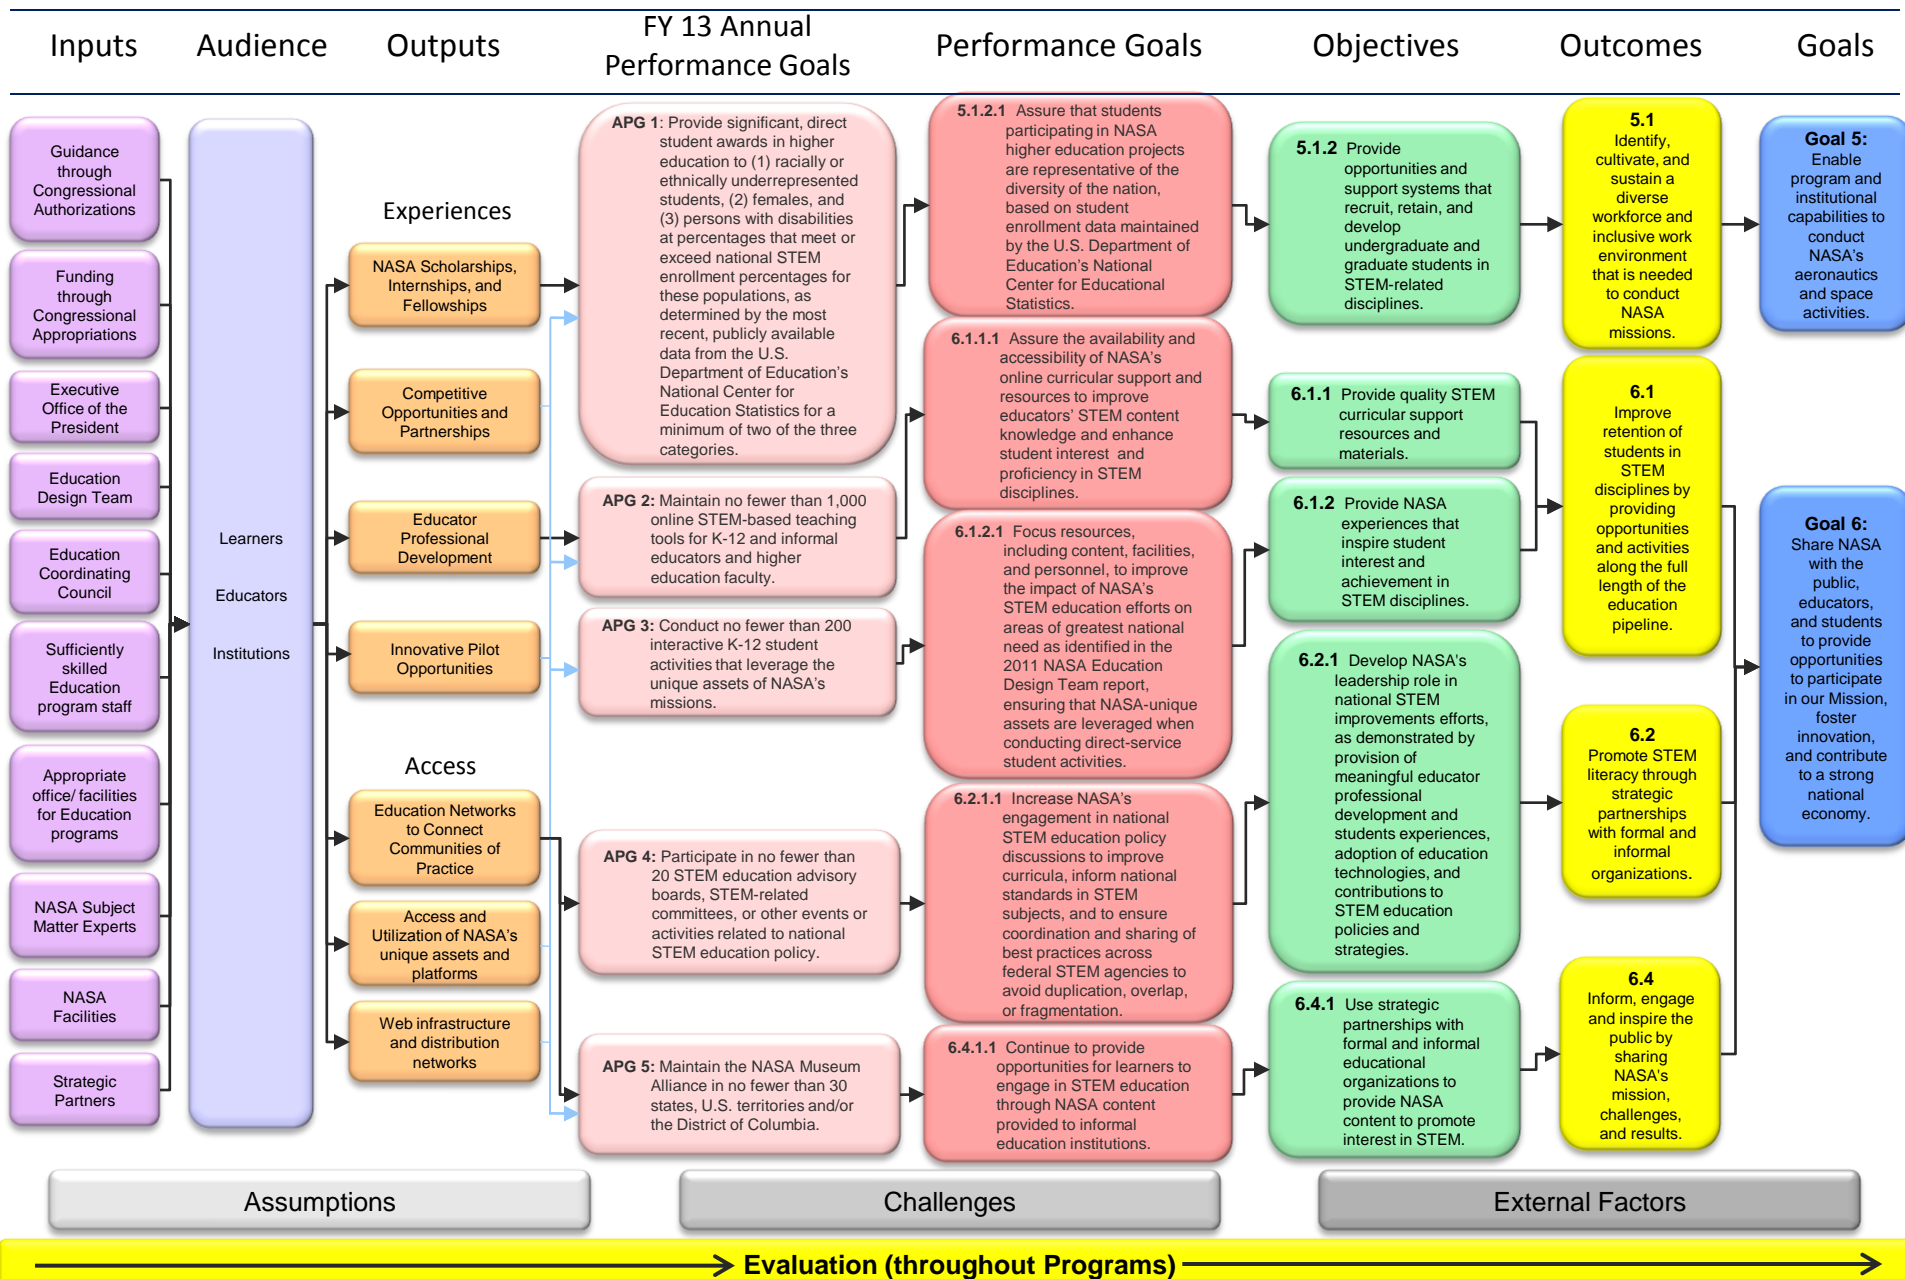 Inputs
Audience
Outputs
FY 13 Annual
Performance Goals
Performance Goals
Objectives
Outcomes
Goals
Guidance
through
Congressional
Authorizations
Funding
through
Congressional
Appropriations
Executive
Office of the
President
Education
Design Team
Education
Coordinating
Council
Sufficiently
skilled
Education
program staff
Appropriate
office/ facilities
for Education
programs
NASA Subject
Matter Experts
NASA
Facilities
Strategic
Partners
Learners
Educators
Institutions
Experiences
NASA Scholarships,
Internships, and
Fellowships
Competitive
Opportunities and
Partnerships
Educator
Professional
Development
Innovative Pilot
Opportunities
Access
Education Networks
to Connect
Communities of
Practice
Access and
Utilization of NASA's
unique assets and
platforms
Web infrastructure
and distribution
networks
APG 1: Provide significant, direct
student awards in higher
education to (1) racially or
ethnically underrepresented
students, (2) females, and
(3) persons with disabilities
at percentages that meet or
exceed national STEM
enrollment percentages for
these populations, as
determined by the most
recent, publicly available
data from the U.S.
Department of Education's
National Center for
Education Statistics for a
minimum of two of the three
categories.
APG 2: Maintain no fewer than 1,000
online STEM-based teaching
tools for K-12 and informal
educators and higher
education faculty.
APG 3: Conduct no fewer than 200
interactive K-12 student
activities that leverage the
unique assets of NASA's
missions.
APG 4: Participate in no fewer than
20 STEM education advisory
boards, STEM-related
committees, or other events or
activities related to national
STEM education policy.
APG 5: Maintain the NASA Museum
Alliance in no fewer than 30
states, U.S. territories and/or
the District of Columbia.
5.1.2.1 Assure that students
participating in NASA
higher education projects
are representative of the
diversity of the nation,
based on student
enrollment data maintained
by the U.S. Department of
Education's National
Center for Educational
Statistics.
6.1.1.1 Assure the availability and
accessibility of NASA's
online curricular support and
resources to improve
educators' STEM content
knowledge and enhance
student interest and
proficiency in STEM
disciplines.
6.1.2.1 Focus resources,
including content, facilities,
and personnel, to improve
the impact of NASA's
STEM education efforts on
areas of greatest national
need as identified in the
2011 NASA Education
Design Team report,
ensuring that NASA-unique
assets are leveraged when
conducting direct-service
student activities.
6.2.1.1 Increase NASA's
engagement in national
STEM education policy
discussions to improve
curricula, inform national
standards in STEM
subjects, and to ensure
coordination and sharing of
best practices across
federal STEM agencies to
avoid duplication, overlap,
or fragmentation.
6.4.1.1 Continue to provide
opportunities for learners to
engage in STEM education
through NASA content
provided to informal
education institutions.
5.1.2 Provide
opportunities and
support systems that
recruit, retain, and
develop
undergraduate and
graduate students in
STEM-related
disciplines.
6.1.1 Provide quality STEM
curricular support
resources and
materials.
6.1.2 Provide NASA
experiences that
inspire student
interest and
achievement in
STEM disciplines.
6.2.1 Develop NASA's
leadership role in
national STEM
improvements efforts,
as demonstrated by
provision of
meaningful educator
professional
development and
students experiences,
adoption of education
technologies, and
contributions to
STEM education
policies and
strategies.
6.4.1 Use strategic
partnerships with
formal and informal
educational
organizations to
provide NASA
content to promote
interest in STEM.
5.1
Identify,
cultivate, and
sustain a
diverse
workforce and
inclusive work
environment
that is needed
to conduct
NASA
missions.
6.1
Improve
retention of
students in
STEM
disciplines by
providing
opportunities
and activities
along the full
length of the
education
pipeline.
6.2
Promote STEM
literacy through
strategic
partnerships
with formal and
informal
organizations.
6.4
Inform, engage
and inspire the
public by
sharing
NASA's
mission,
challenges,
and results.
Goal 5:
Enable
program and
institutional
capabilities to
conduct
NASA's
aeronautics
and space
activities.
Goal 6:
Share NASA
with the
public,
educators,
and students
to provide
opportunities
to participate
in our Mission,
foster
innovation,
and contribute
to a strong
national
economy.
Assumptions
Challenges
External Factors
Evaluation (throughout Programs)